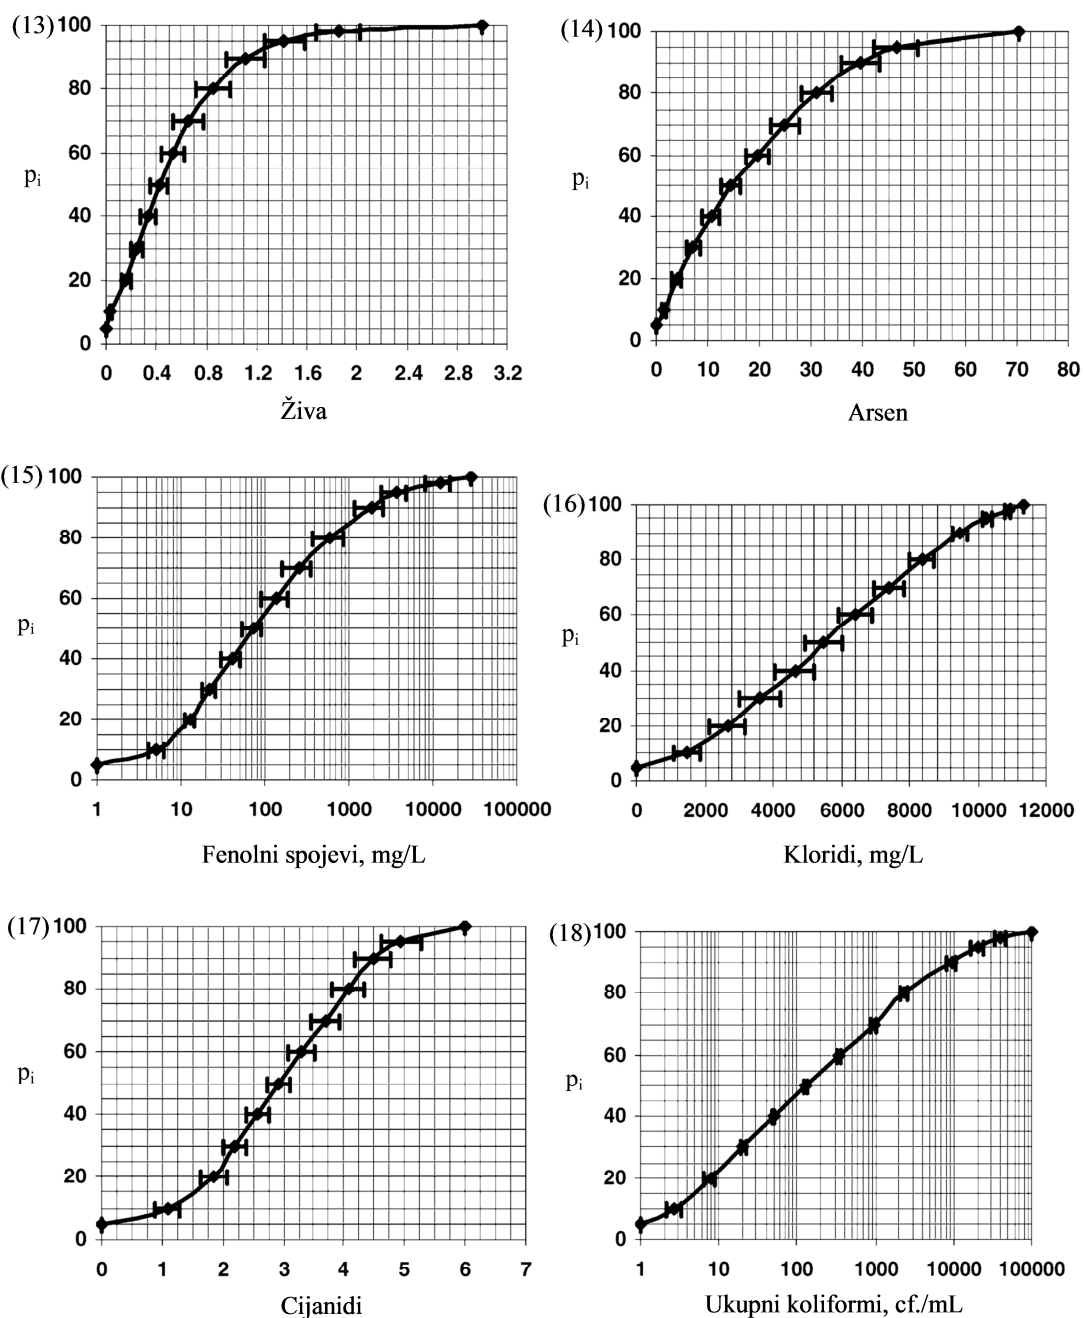 (13) 100
80
60
pᵢ
40
20
0
0 0.4 0.8 1.2 1.6 2 2.4 2.8 3.2
Živa
(14) 100
80
60
pᵢ
40
20
0
0 10 20 30 40 50 60 70 80
Arsen
(15) 100
80
60
pᵢ
40
20
0
1 10 100 1000 10000 100000
Fenolni spojevi, mg/L
(16) 100
80
60
pᵢ
40
20
0
0 2000 4000 6000 8000 10000 12000
Kloridi, mg/L
(17) 100
80
60
pᵢ
40
20
0
0 1 2 3 4 5 6 7
Cijanidi
(18) 100
80
60
pᵢ
40
20
0
1 10 100 1000 10000 100000
Ukupni koliformi, cf./mL